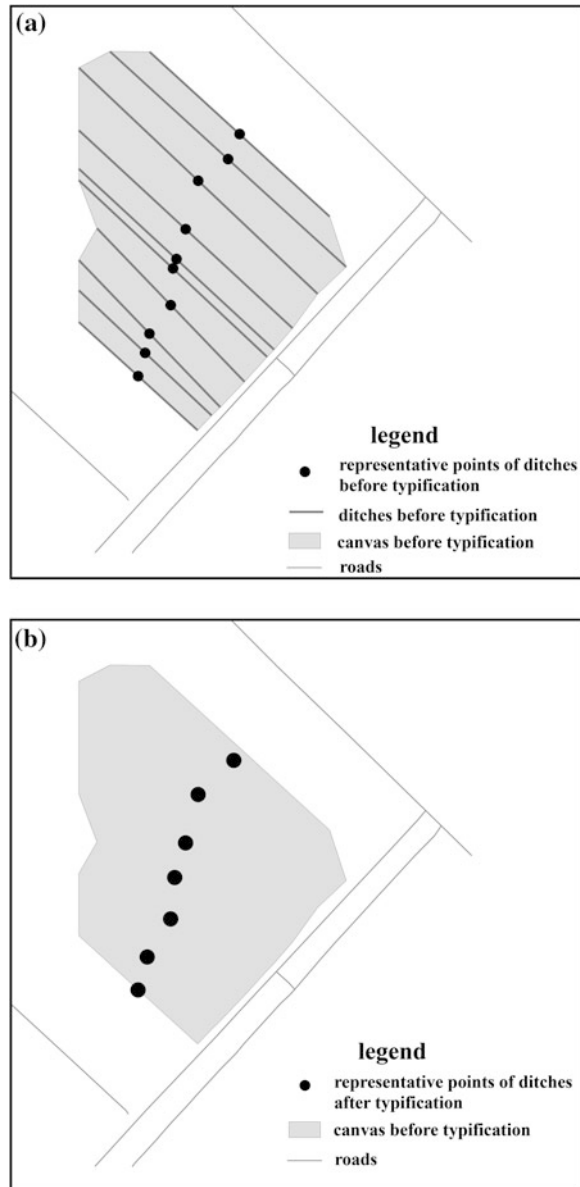 (a)
legend
representative points of ditches
before typification
ditches before typification
canvas before typification
roads
(b)
legend
representative points of ditches
after typification
canvas before typification
roads